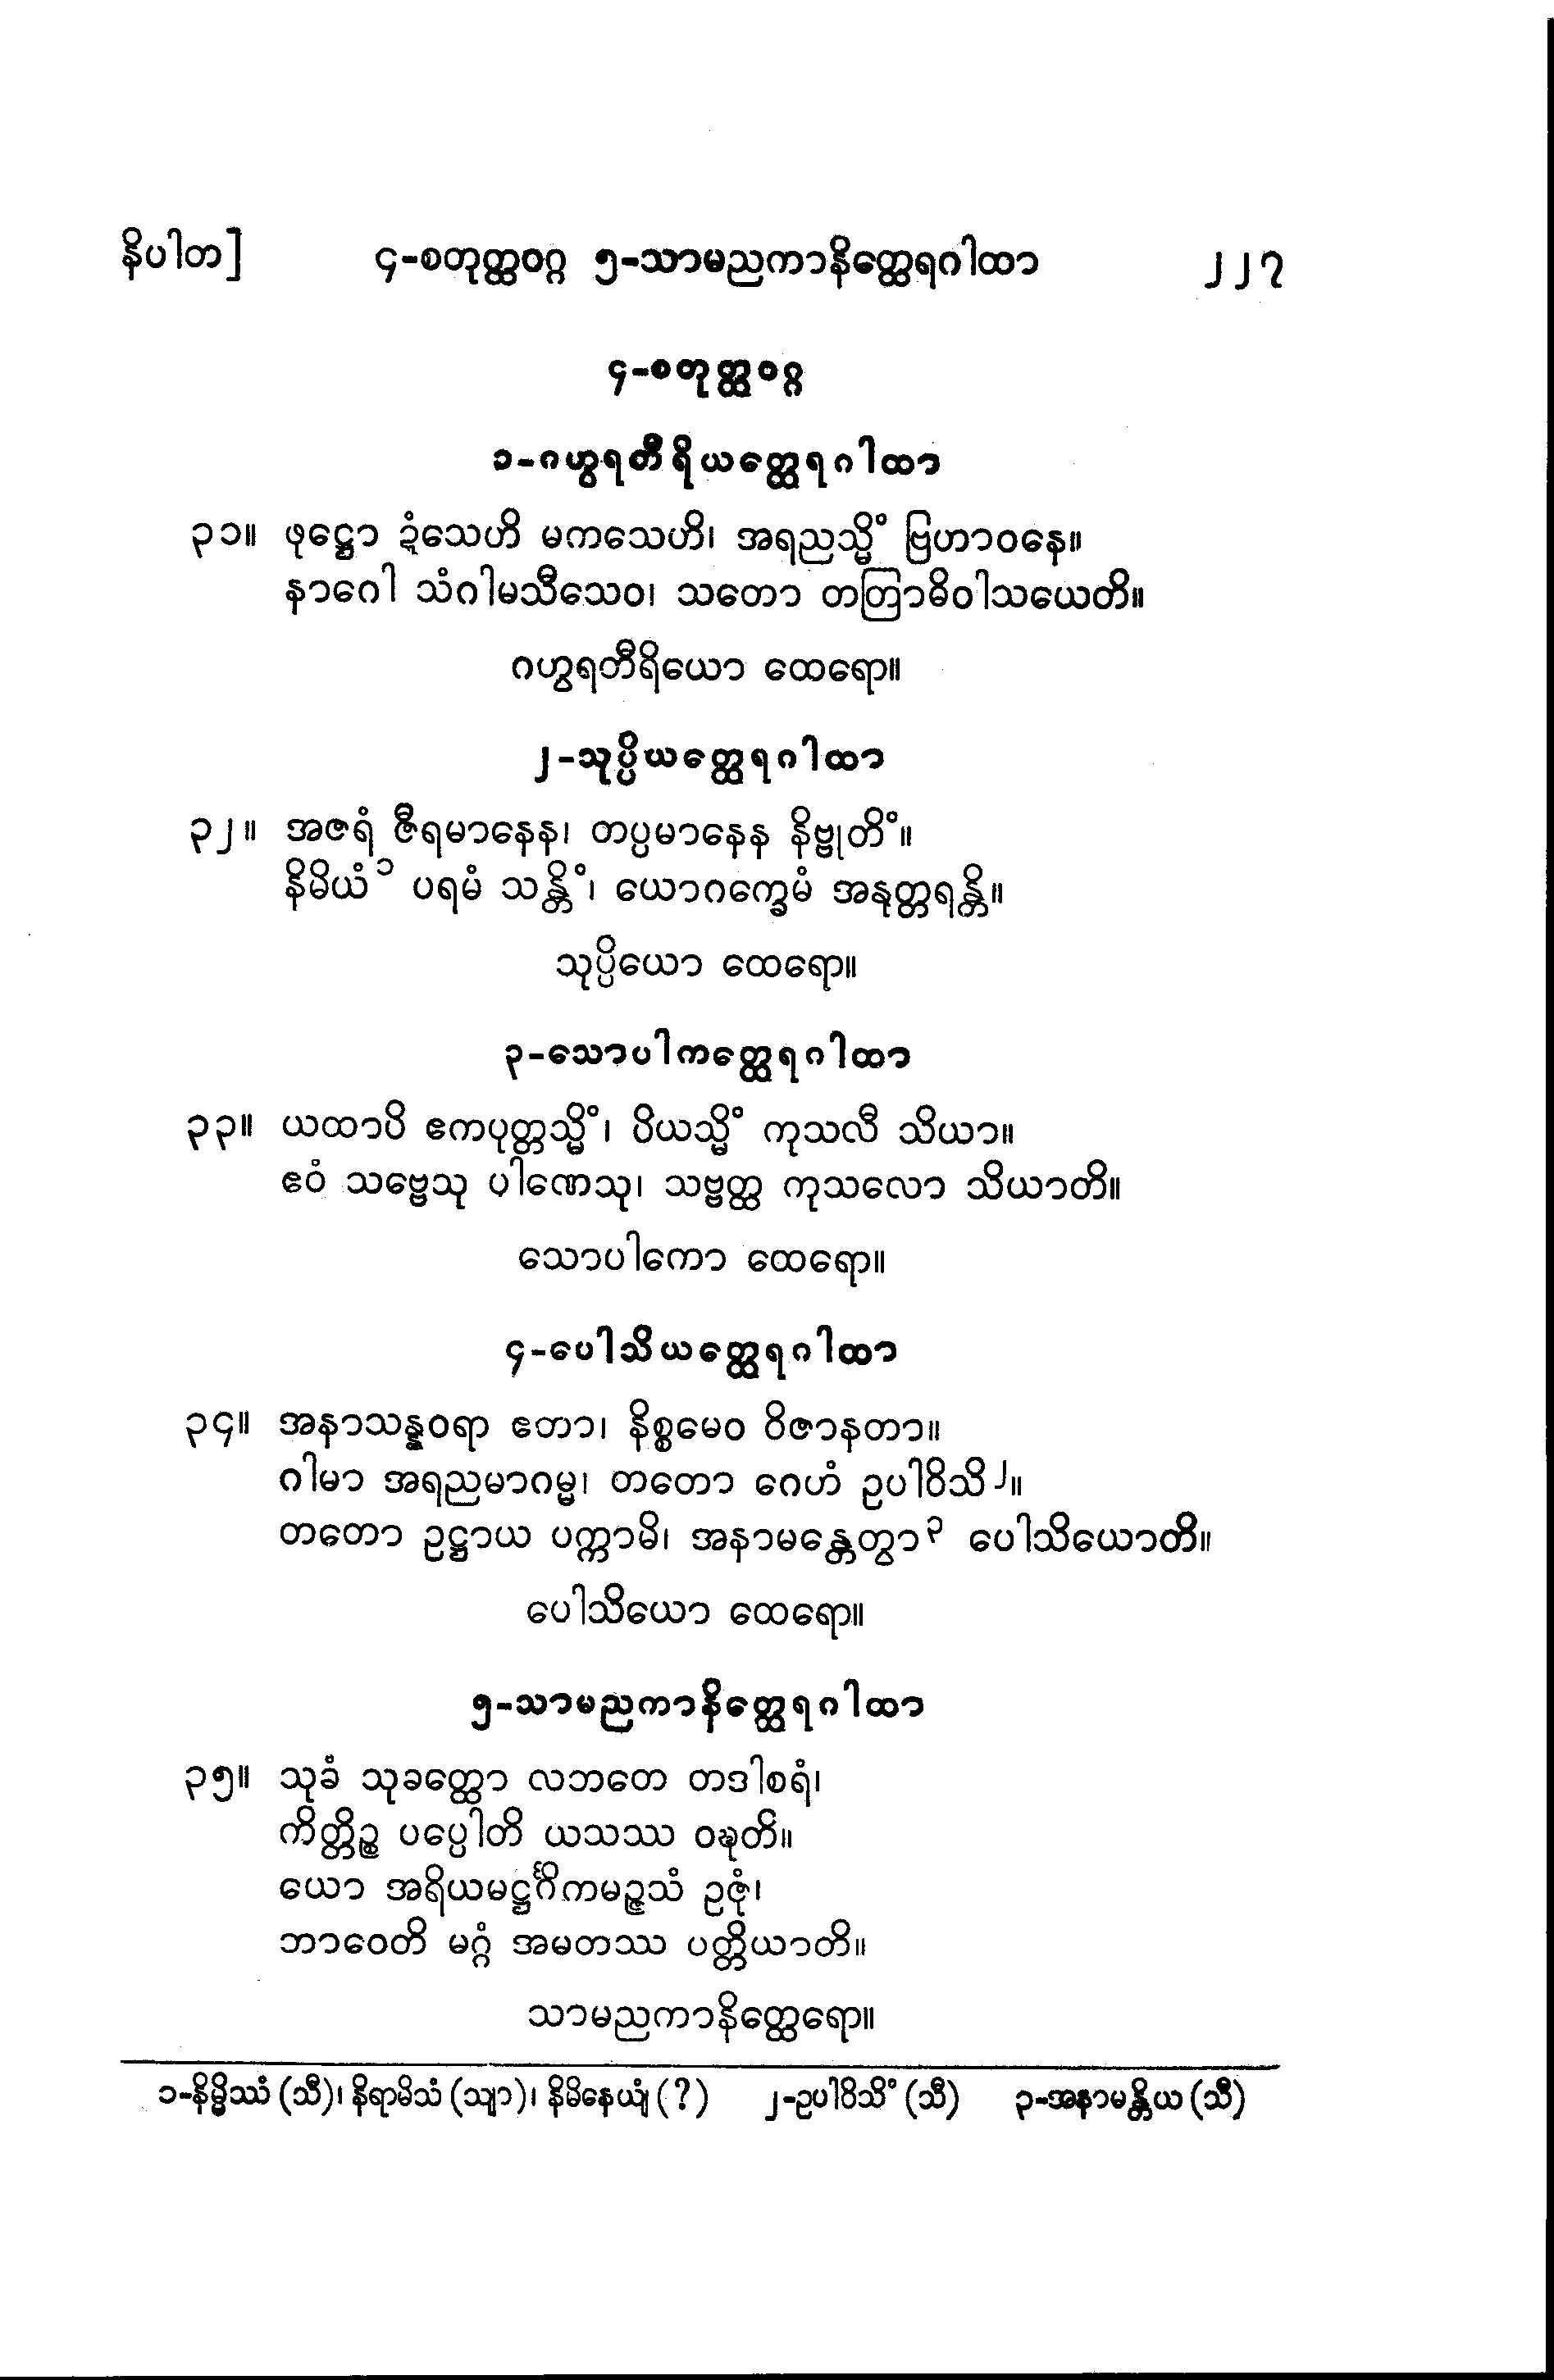 နိပါတ]	၄-စတုတ္ထဝဂ္ဂ ၅-သာမညကာနိတ္ထေရဂါထာ	၂၂၇
၄-စတုတ္ထဝဂ္ဂ
၁-ဂဟွရတီရိယတ္ထေရဂါထာ
၃၁။ ဖုဋ္ဌော ဍံသေဟိ မကသေဟိ၊ အရညသ္မိံ ဗြဟာဝနေ။
နာဂေါ သံဂါမသီသေဝ၊ သတော တတြာဓိဝါသယေတိ။
ဂဟွရတီရိယော ထေရော။
၂-သုပ္ပိယတ္ထေရဂါထာ
၃၂။ အဇရံ ဇီရမာနေန၊ တပ္ပမာနေန နိဗ္ဗုတိံ။
နိမိယံ၁ ပရမံ သန္တိံ၊ ယောဂက္ခေမံ အနုတ္တရန္တိ။
သုပ္ပိယော ထေရော။
၃-သောပါကတ္ထေရဂါထာ
၃၃။ ယထာပိ ဧကပုတ္တသ္မိံ၊ ပိယသ္မိံ ကုသလီ သိယာ။
ဧဝံ သဗ္ဗေသု ပါဏေသု၊ သဗ္ဗတ္ထ ကုသလော သိယာတိ။
သောပါကော ထေရော။
၄-ပေါသိယတ္ထေရဂါထာ
၃၄။ အနာသန္နဝရာ ဧတာ၊ နိစ္စမေဝ ဝိဇာနတာ။
ဂါမာ အရညမာဂမ္မ၊ တတော ဂေဟံ ဥပါဝိသိ၂။
တတော ဥဋ္ဌာယ ပက္ကာမိ၊ အနာမန္တေတွာ၃ ပေါသိယောတိ။
ပေါသိယော ထေရော။
၅-သာမညကာနိတ္ထေရဂါထာ
၃၅။ သုခံ သုခတ္ထော လဘတေ တဒါစရံ၊
ကိတ္တိဉ္စ ပပ္ပေါတိ ယသဿ ဝဍ္ဎတိ။
ယော အရိယမဋ္ဌင်္ဂိကမဉ္ဇသံ ဥဇုံ၊
ဘာဝေတိ မဂ္ဂံ အမတဿ ပတ္တိယာတိ။
သာမညကာနိတ္ထေရော။
၁-နိမ္မိဿံ (သီ)၊ နိရာမိသံ (သျာ)၊ နိမိနေယျံ (?)	၂-ဥပါဝိသိံ (သီ)	၃-အနာမန္တိယ (သီ)